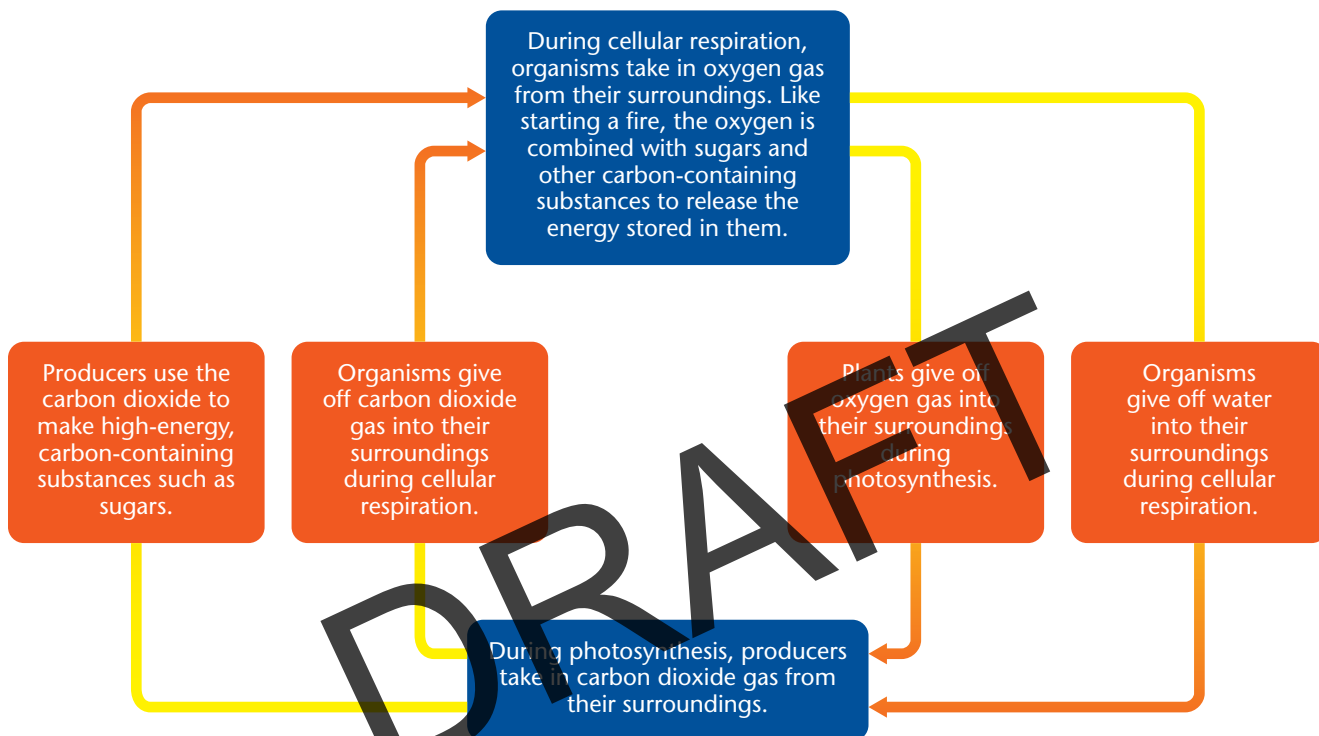 During cellular respiration,
organisms take in oxygen gas
from their surroundings. Like
starting a fire, the oxygen is
combined with sugars and
other carbon-containing
substances to release the
energy stored in them.
Producers use the
carbon dioxide to
make high-energy,
carbon-containing
substances such as
sugars.
Organisms give
off carbon dioxide
gas into their
surroundings
during cellular
respiration.
Plants give off
oxygen gas into
their surroundings
during
photosynthesis.
Organisms
give off water
into their
surroundings
during cellular
respiration.
During photosynthesis, producers
take in carbon dioxide gas from
their surroundings.
DRAFT